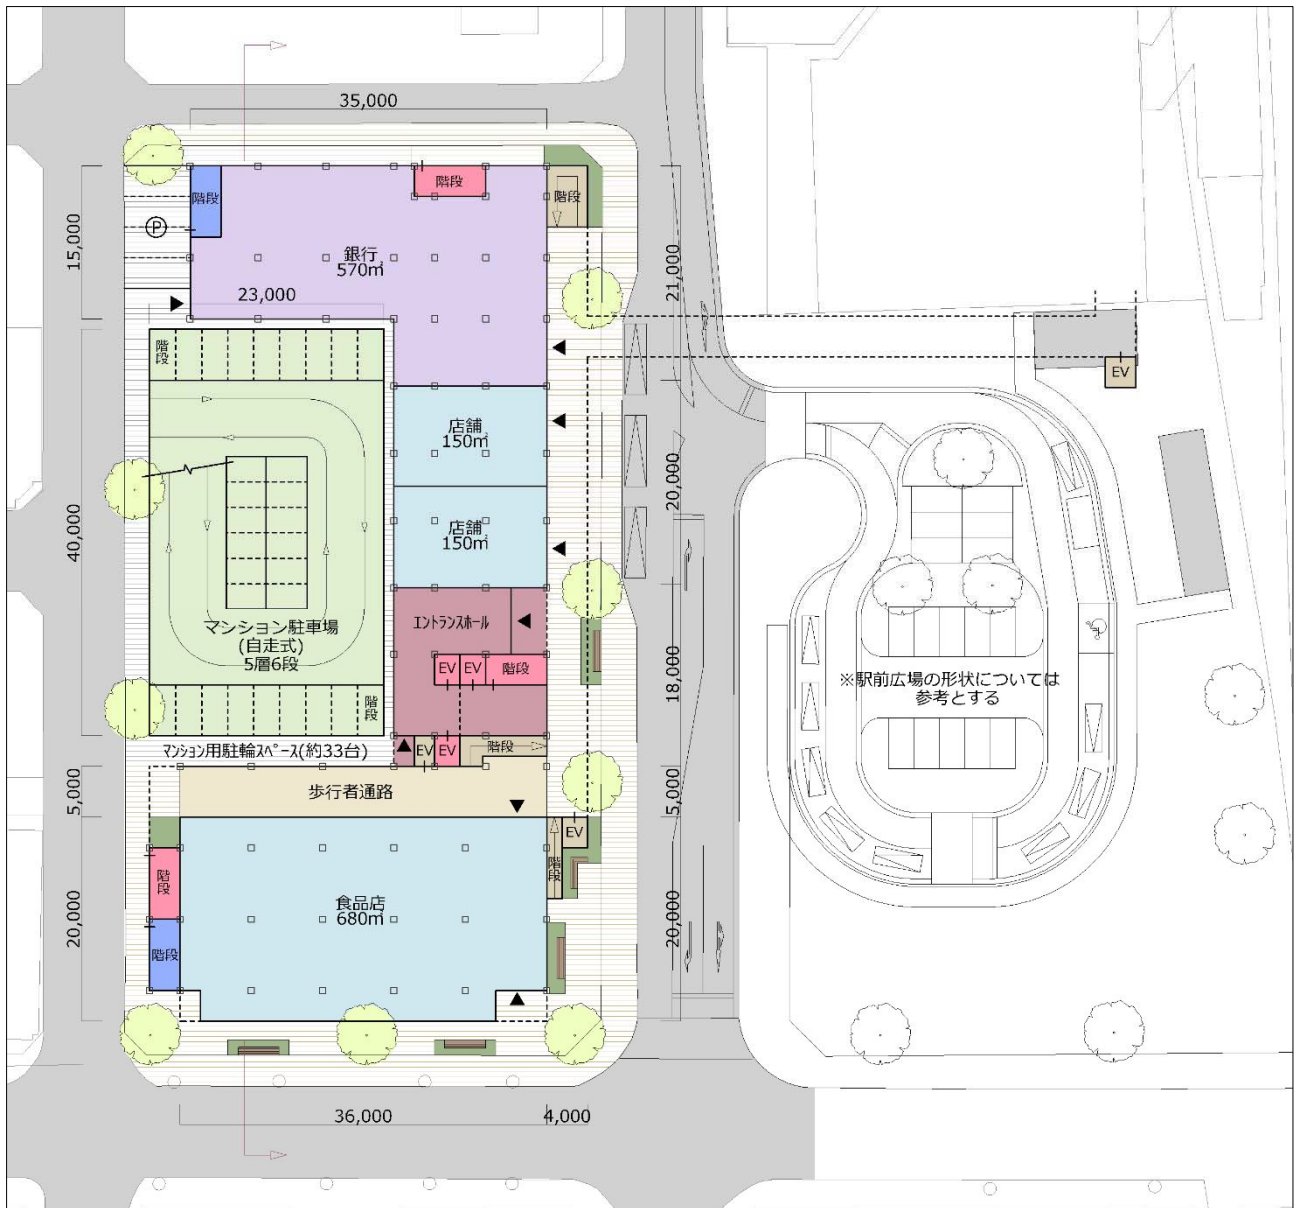 35,000
階段
階段
階段
15,000
Ⓟ
銀行
570㎡
21,000
23,000
階段
EV
店舗
150㎡
20,000
40,000
店舗
150㎡
エントランスホール
マンション駐車場
(自走式)
5層6段
EV
EV
階段
18,000
※駅前広場の形状については
参考とする
階段
マンション用駐輪スペース(約33台)
EV
EV
階段
5,000
歩行者通路
5,000
EV
階段
階段
食品店
680㎡
20,000
20,000
階段
36,000
4,000